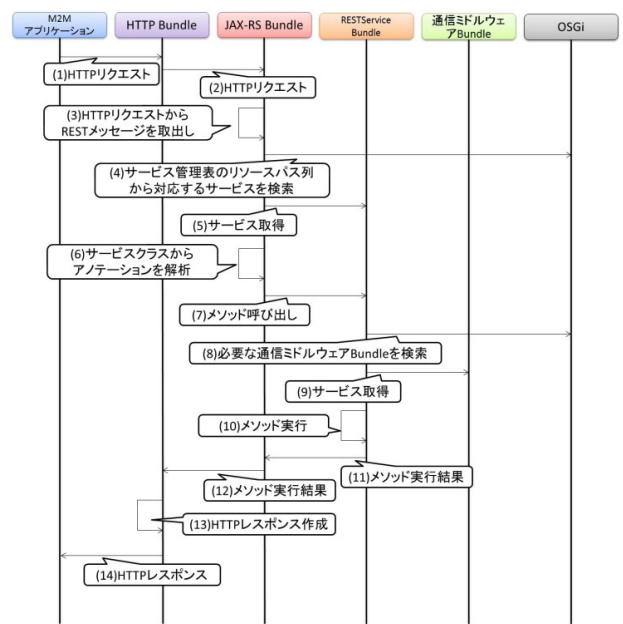 M2M
アプリケーション
HTTP Bundle
JAX-RS Bundle
RESTService
Bundle
通信ミドルウェ
アBundle
OSGi
(1)HTTPリクエスト
(2)HTTPリクエスト
(3)HTTPリクエストから
RESTメッセージを取出し
(4)サービス管理表のリソースパス列
から対応するサービスを検索
(5)サービス取得
(6)サービスクラスから
アノテーションを解析
(7)メソッド呼び出し
(8)必要な通信ミドルウェアBundleを検索
(9)サービス取得
(10)メソッド実行
(11)メソッド実行結果
(12)メソッド実行結果
(13)HTTPレスポンス作成
(14)HTTPレスポンス